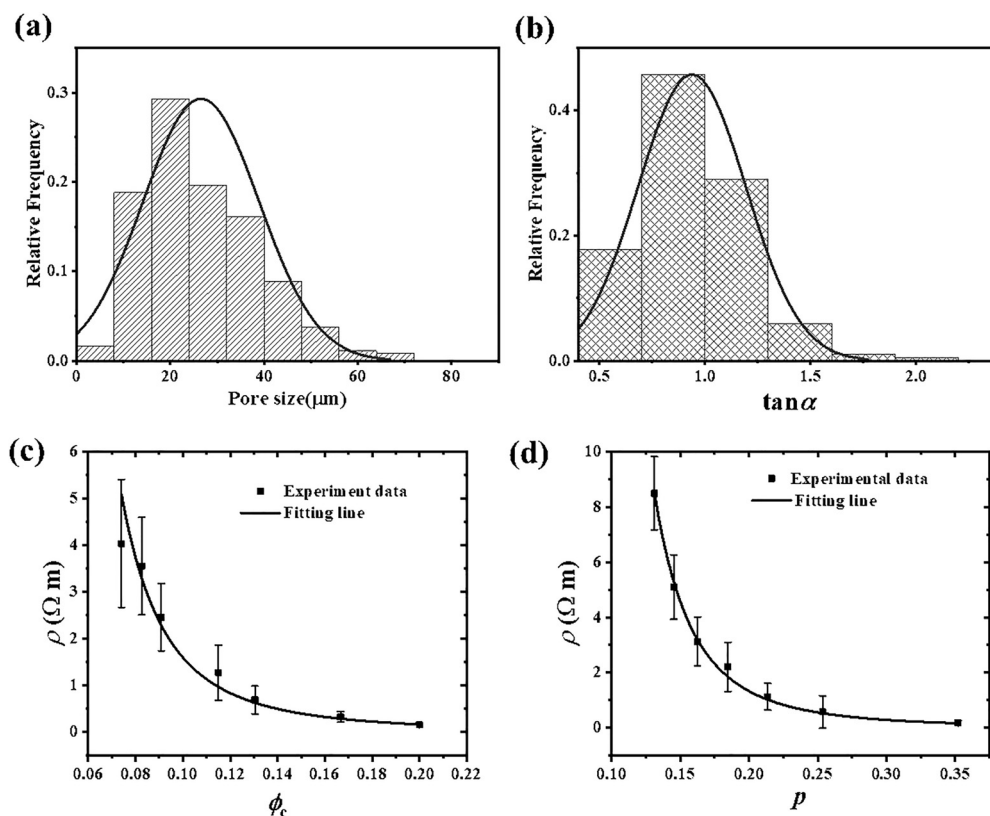 (a)
Relative Frequency
0.3
0.2
0.1
0.0
0 20 40 60 80
Pore size(μm)
(b)
Relative Frequency
0.4
0.2
0.0
0.5 1.0 1.5 2.0
tanα
(c)
ρ (Ω m)
6
5
4
3
2
1
0
Experiment data
Fitting line
0.06 0.08 0.10 0.12 0.14 0.16 0.18 0.20 0.22
ϕc
(d)
ρ (Ω m)
10
8
6
4
2
0
Experimental data
Fitting line
0.10 0.15 0.20 0.25 0.30 0.35
p